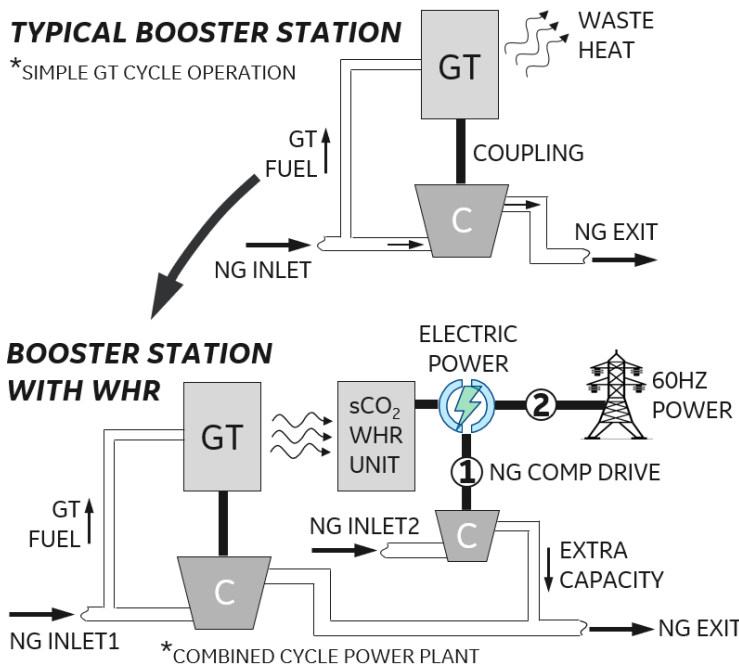 TYPICAL BOOSTER STATION
*SIMPLE GT CYCLE OPERATION
GT
WASTE
HEAT
GT
FUEL
COUPLING
C
NG INLET
NG EXIT
BOOSTER STATION
WITH WHR
ELECTRIC
POWER
GT
sCO₂
WHR
UNIT
2
60HZ
POWER
1
NG COMP DRIVE
GT
FUEL
NG INLET2
C
EXTRA
CAPACITY
C
NG INLET1
NG EXIT
*COMBINED CYCLE POWER PLANT